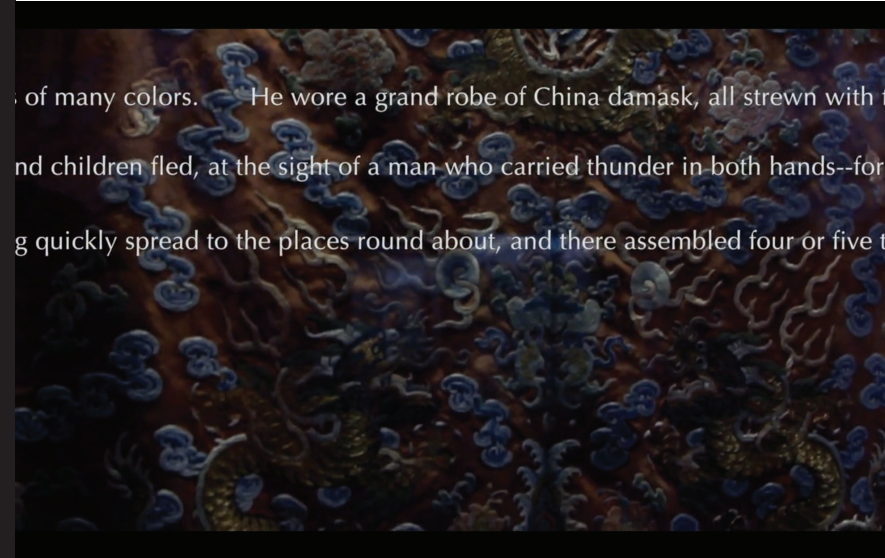 of many colors. He wore a grand robe of China damask, all strewn with
children fled, at the sight of a man who carried thunder in both hands--for
quickly spread to the places round about, and there assembled four or five